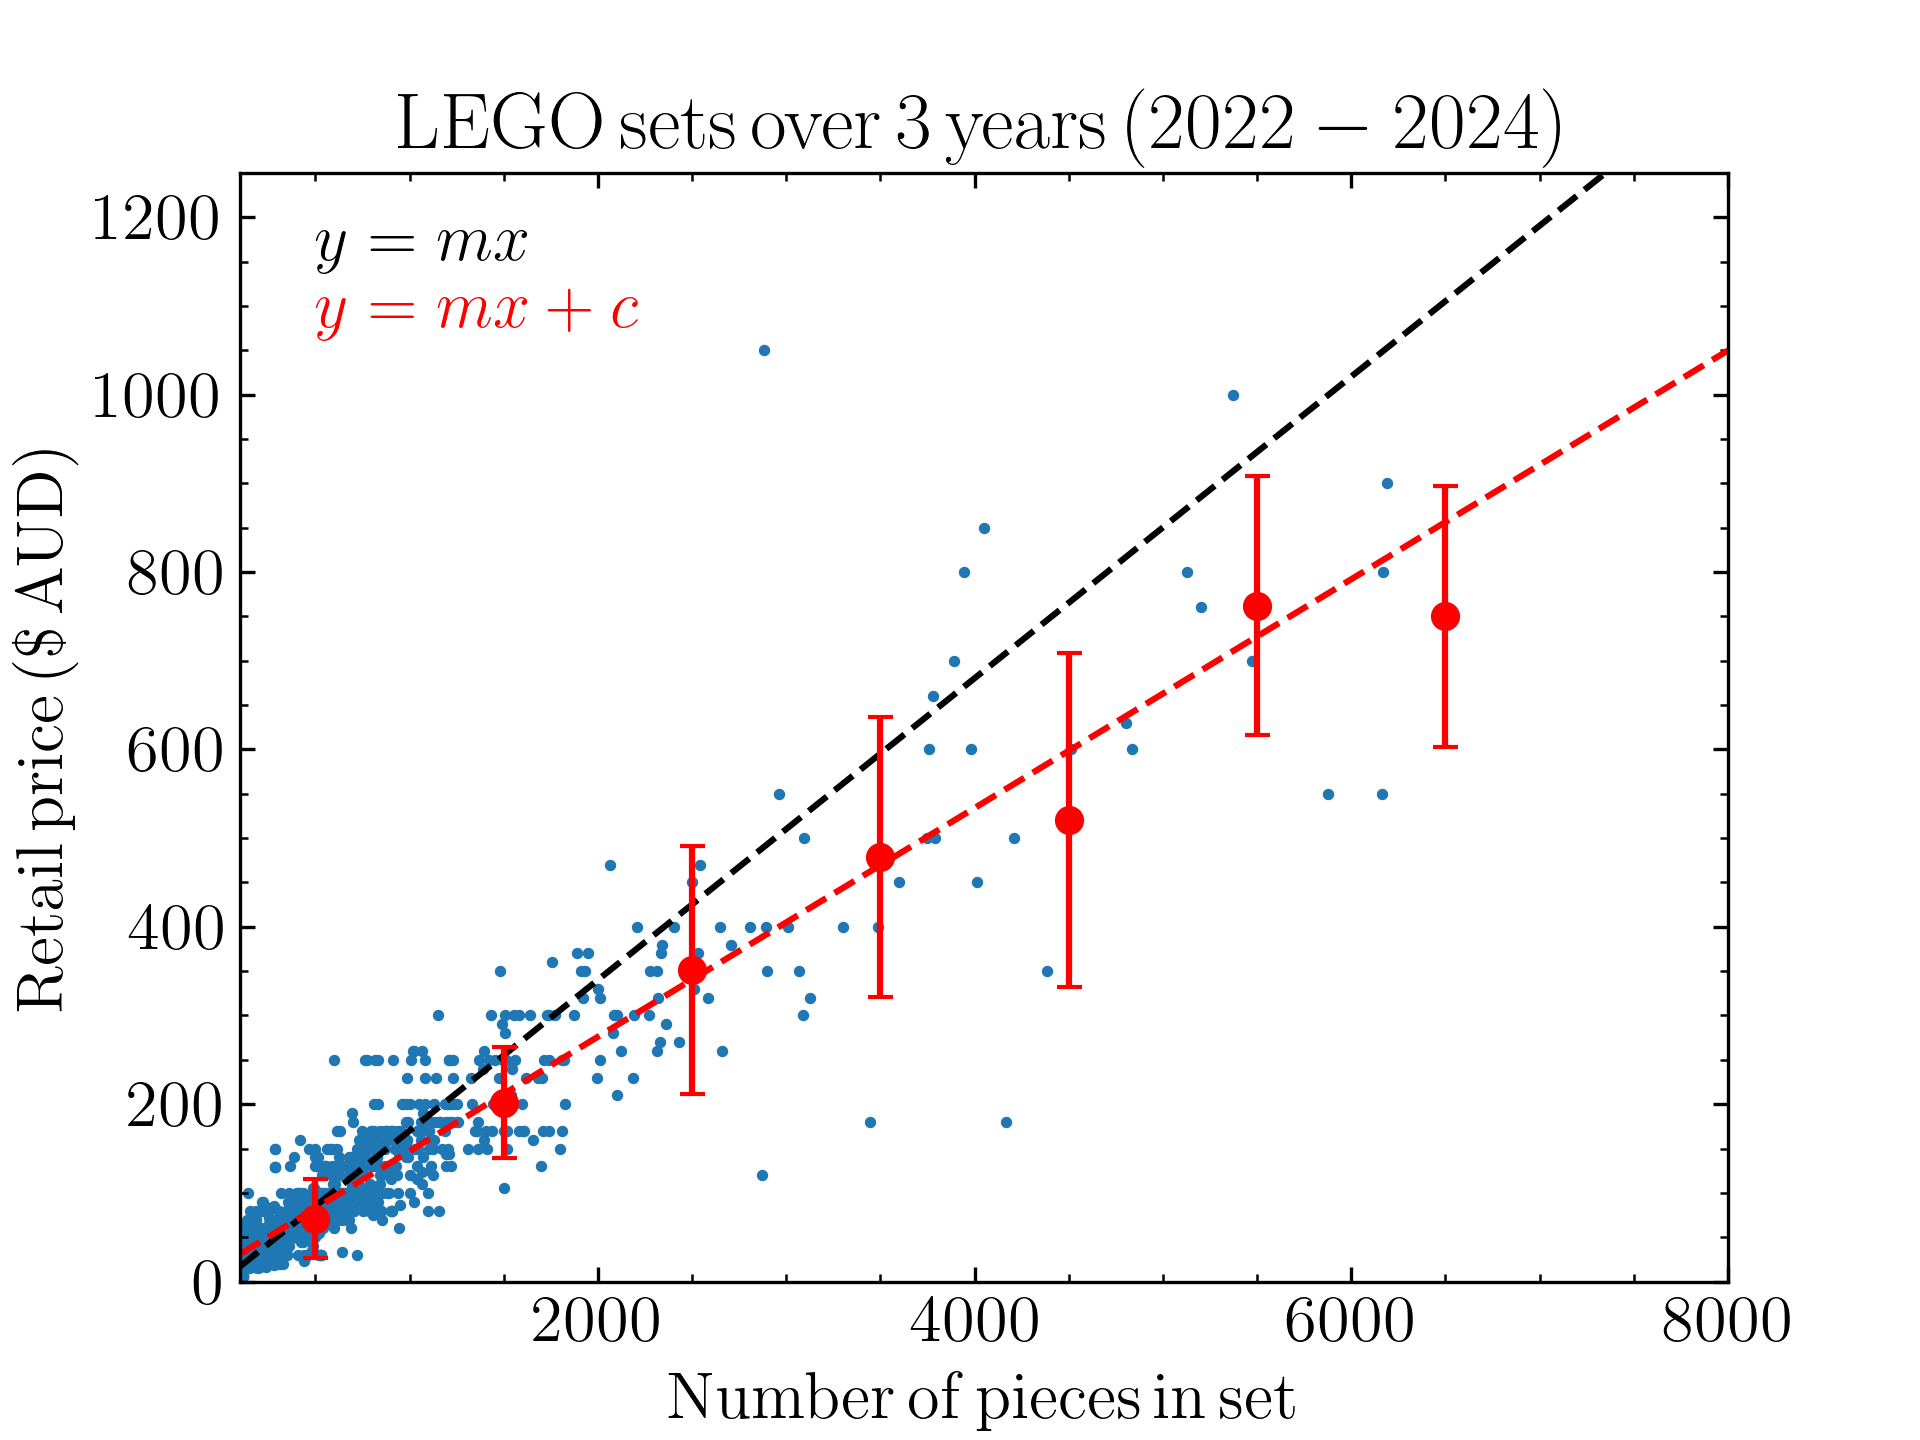 LEGO sets over 3 years (2022 − 2024)
1200
1000
800
600
400
200
0
y = mx
y = mx + c
Retail price ($ AUD)
2000 4000 6000 8000
Number of pieces in set